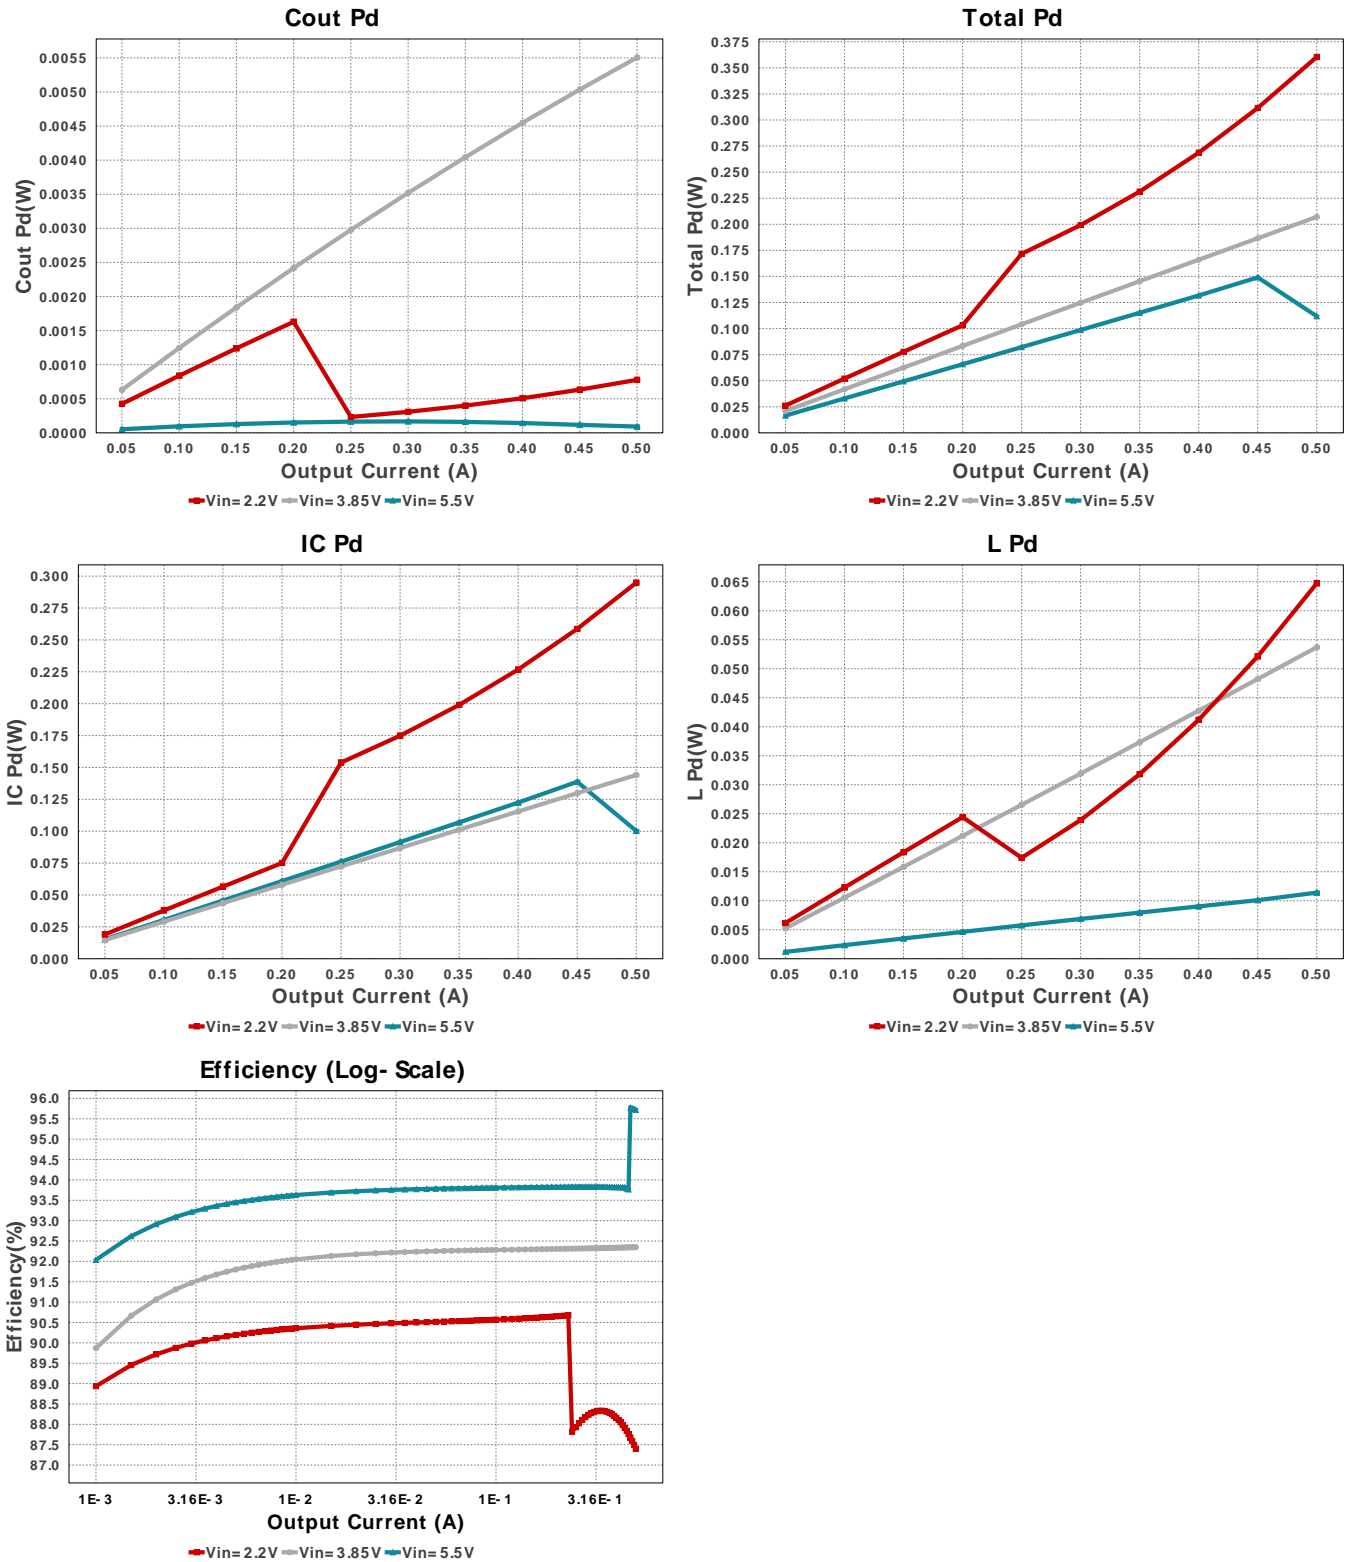 Cout Pd
Cout Pd(W)
0.0055
0.0050
0.0045
0.0040
0.0035
0.0030
0.0025
0.0020
0.0015
0.0010
0.0005
0.0000
0.05 0.10 0.15 0.20 0.25 0.30 0.35 0.40 0.45 0.50
Output Current (A)
Vin=2.2V Vin=3.85V Vin=5.5V
Total Pd
Total Pd(W)
0.375
0.350
0.325
0.300
0.275
0.250
0.225
0.200
0.175
0.150
0.125
0.100
0.075
0.050
0.025
0.000
0.05 0.10 0.15 0.20 0.25 0.30 0.35 0.40 0.45 0.50
Output Current (A)
Vin=2.2V Vin=3.85V Vin=5.5V
IC Pd
IC Pd(W)
0.300
0.275
0.250
0.225
0.200
0.175
0.150
0.125
0.100
0.075
0.050
0.025
0.000
0.05 0.10 0.15 0.20 0.25 0.30 0.35 0.40 0.45 0.50
Output Current (A)
Vin=2.2V Vin=3.85V Vin=5.5V
L Pd
L Pd(W)
0.065
0.060
0.055
0.050
0.045
0.040
0.035
0.030
0.025
0.020
0.015
0.010
0.005
0.000
0.05 0.10 0.15 0.20 0.25 0.30 0.35 0.40 0.45 0.50
Output Current (A)
Vin=2.2V Vin=3.85V Vin=5.5V
Efficiency (Log- Scale)
Efficiency(%)
96.0
95.5
95.0
94.5
94.0
93.5
93.0
92.5
92.0
91.5
91.0
90.5
90.0
89.5
89.0
88.5
88.0
87.5
87.0
1E-3 3.16E-3 1E-2 3.16E-2 1E-1 3.16E-1
Output Current (A)
Vin=2.2V Vin=3.85V Vin=5.5V